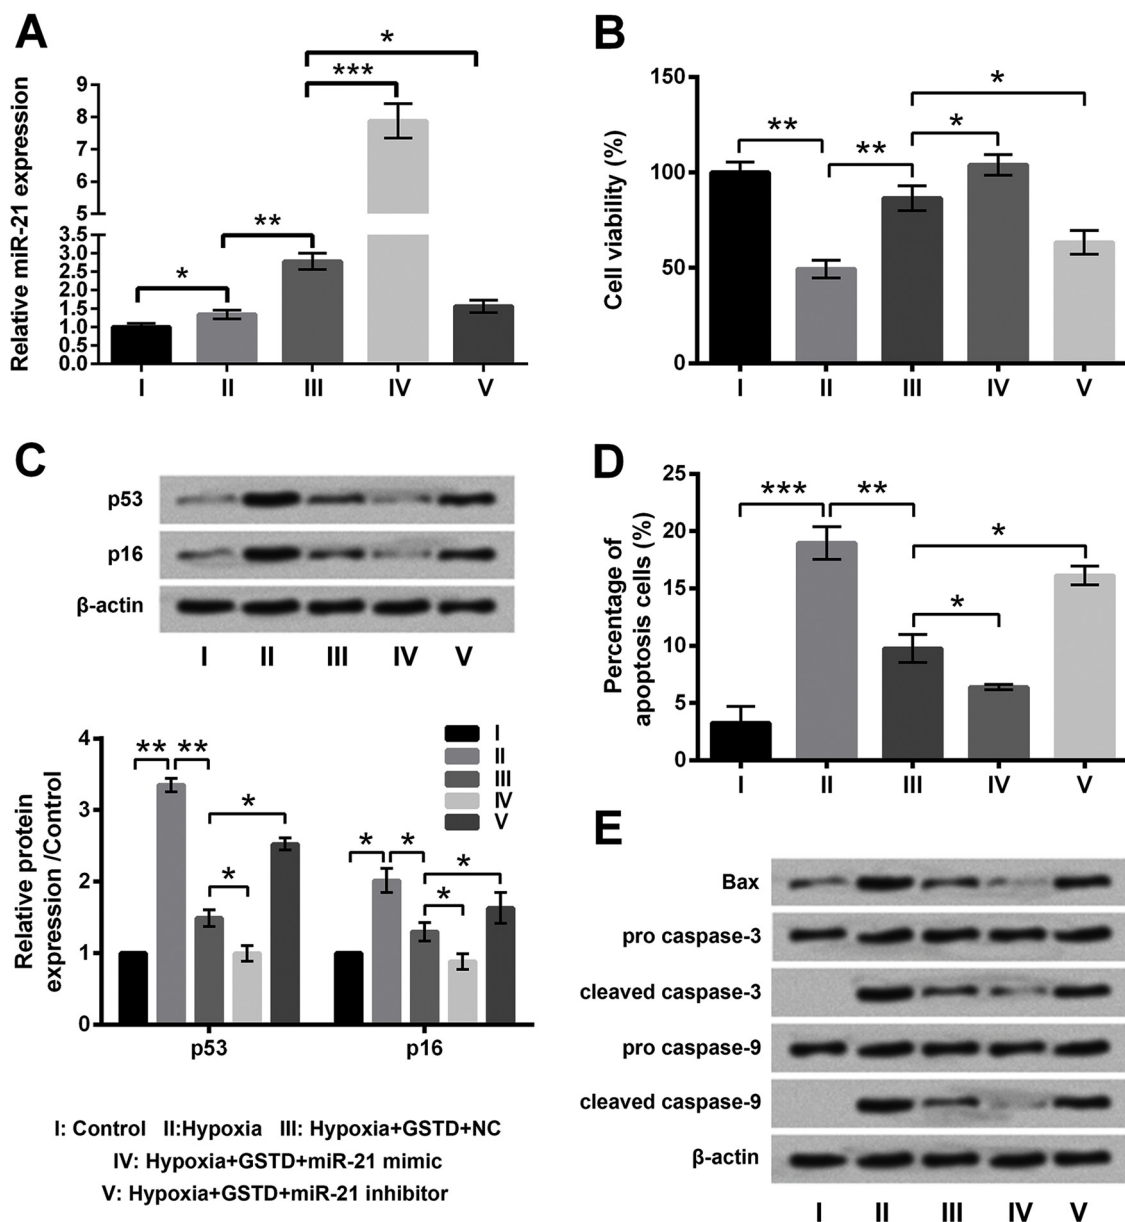 A
Relative miR-21 expression
9
8
7
6
5
3.5
3.0
2.5
2.0
1.5
1.0
0.5
0.0
*
**
***
*
I II III IV V
B
Cell viability (%)
150
100
50
0
**
**
*
*
I II III IV V
C
p53
p16
β-actin
I II III IV V
Relative protein
expression /Control
4
3
2
1
0
** **
*
*
* *
*
*
I
II
III
IV
V
p53 p16
I: Control II:Hypoxia III: Hypoxia+GSTD+NC
IV: Hypoxia+GSTD+miR-21 mimic
V: Hypoxia+GSTD+miR-21 inhibitor
D
Percentage of
apoptosis cells (%)
25
20
15
10
5
0
*** **
*
*
I II III IV V
E
Bax
pro caspase-3
cleaved caspase-3
pro caspase-9
cleaved caspase-9
β-actin
I II III IV V